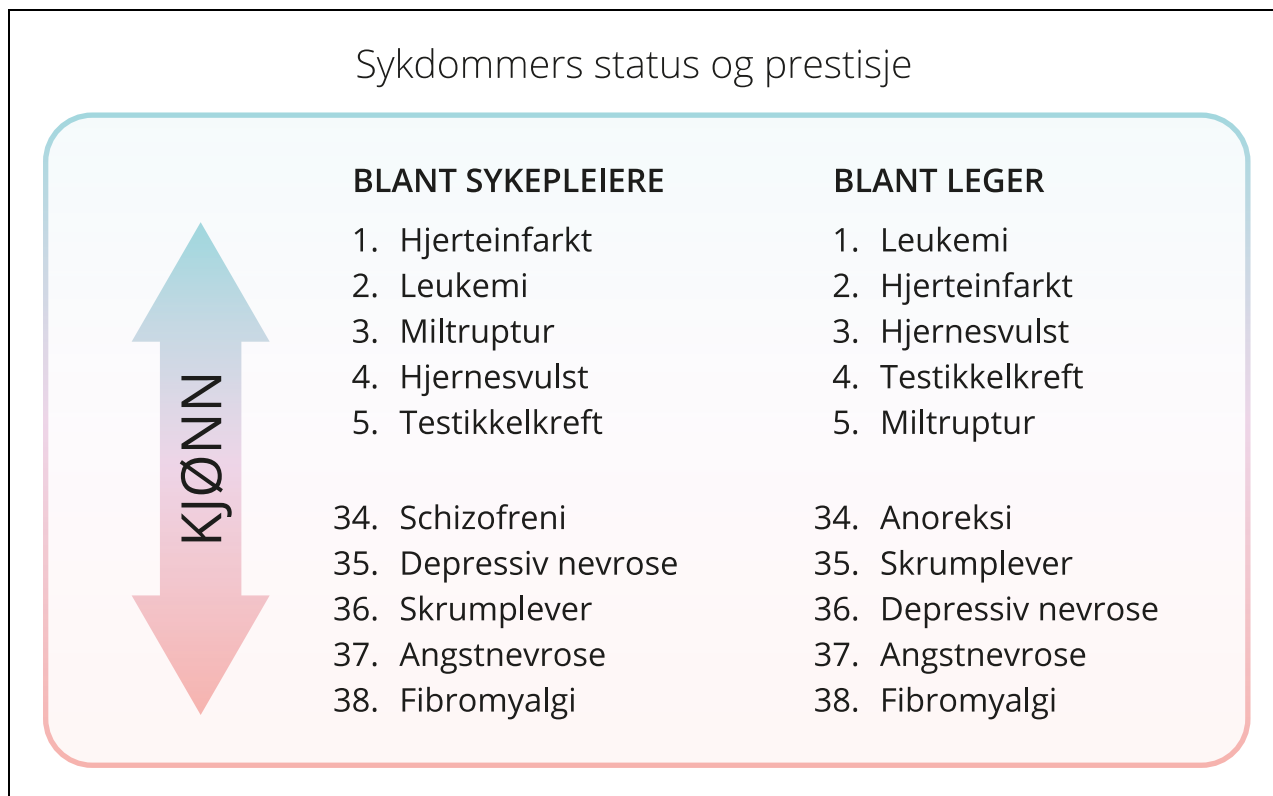 Sykdommers status og prestisje
KJØNN
BLANT SYKEPLEIERE
1. Hjerteinfarkt
2. Leukemi
3. Miltruptur
4. Hjernesvulst
5. Testikkelkreft
34. Schizofreni
35. Depressiv nevrose
36. Skrumplever
37. Angstnevrose
38. Fibromyalgi
BLANT LEGER
1. Leukemi
2. Hjerteinfarkt
3. Hjernesvulst
4. Testikkelkreft
5. Miltruptur
34. Anoreksi
35. Skrumplever
36. Depressiv nevrose
37. Angstnevrose
38. Fibromyalgi